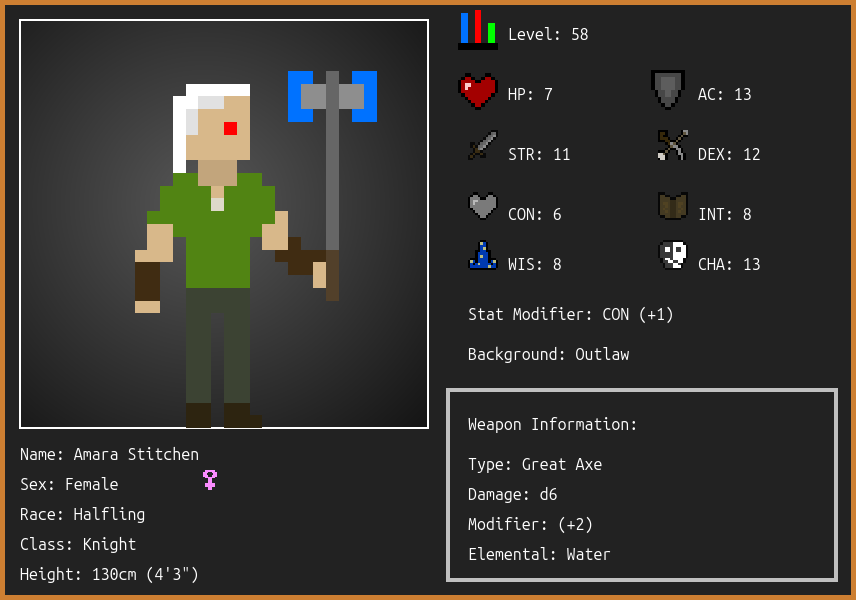 Level: 58
HP: 7
AC: 13
STR: 11
DEX: 12
CON: 6
INT: 8
WIS: 8
CHA: 13
Stat Modifier: CON (+1)
Background: Outlaw
Weapon Information:
Type: Great Axe
Damage: d6
Modifier: (+2)
Elemental: Water
Name: Amara Stitchen
Sex: Female
Race: Halfling
Class: Knight
Height: 130cm (4'3")